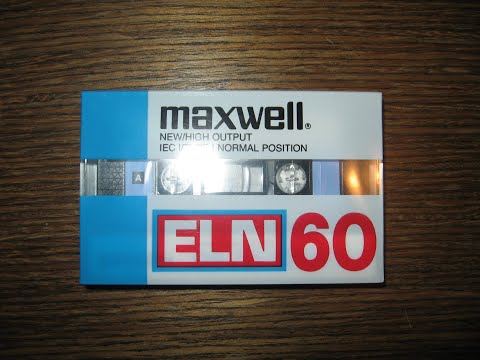 maxwell®
NEW/HIGH OUTPUT
IEC NORMAL POSITION
A
ELN 60